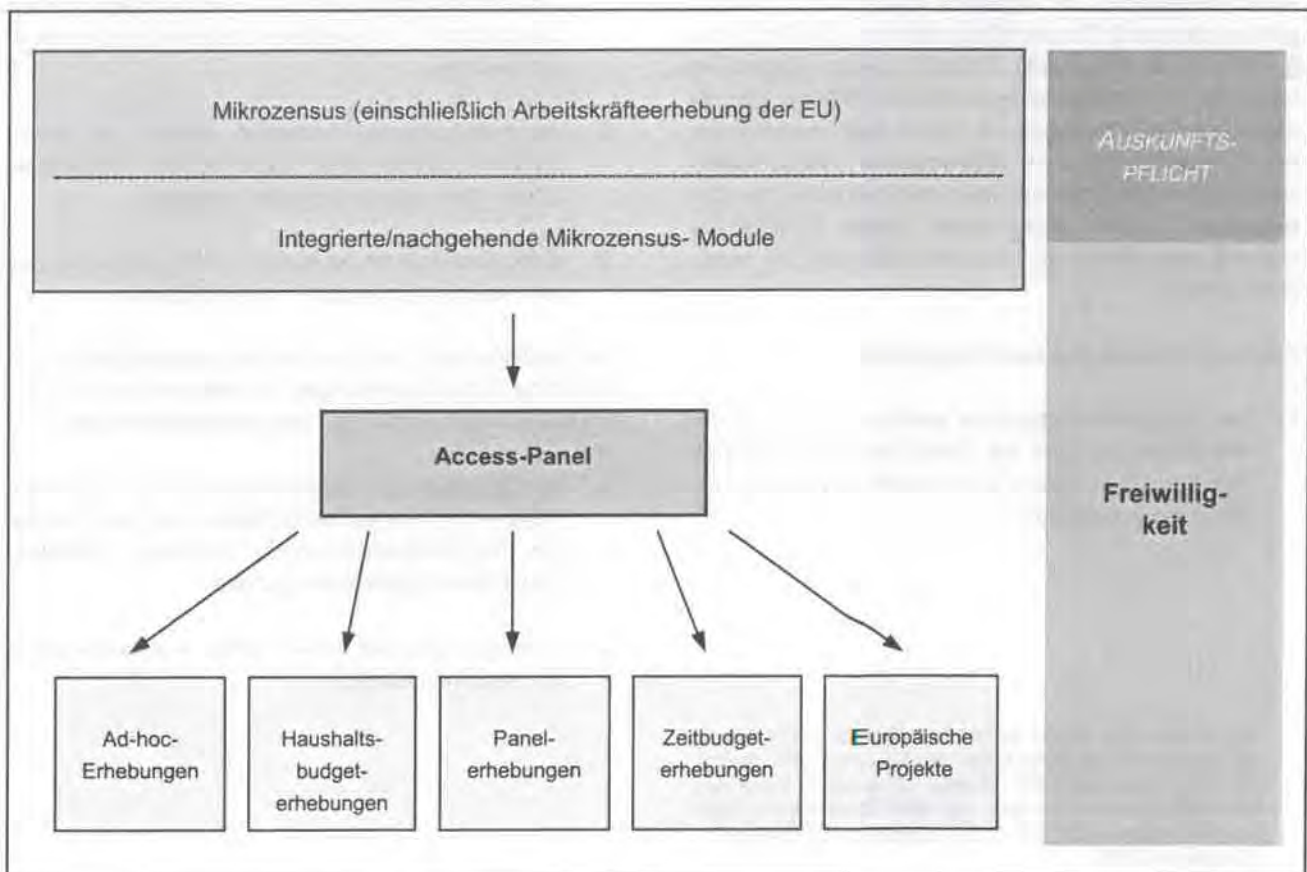 Mikrozensus (einschließlich Arbeitskräfteerhebung der EU)
Integrierte/nachgehende Mikrozensus- Module
AUSKUNFTS-
PFLICHT
Access-Panel
Freiwillig-
keit
Ad-hoc-
Erhebungen
Haushalts-
budget-
erhebungen
Panel-
erhebungen
Zeitbudget-
erhebungen
Europäische
Projekte